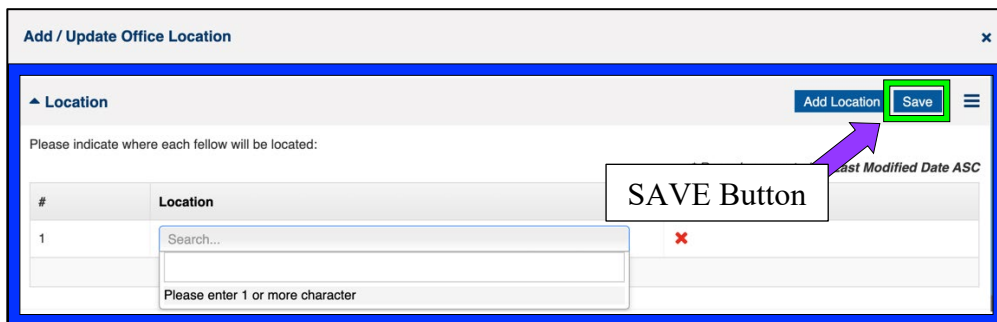 Add / Update Office Location ×
Location Add Location Save
Please indicate where each fellow will be located:
Last Modified Date ASC
SAVE Button
# Location
1 Search...
Please enter 1 or more character